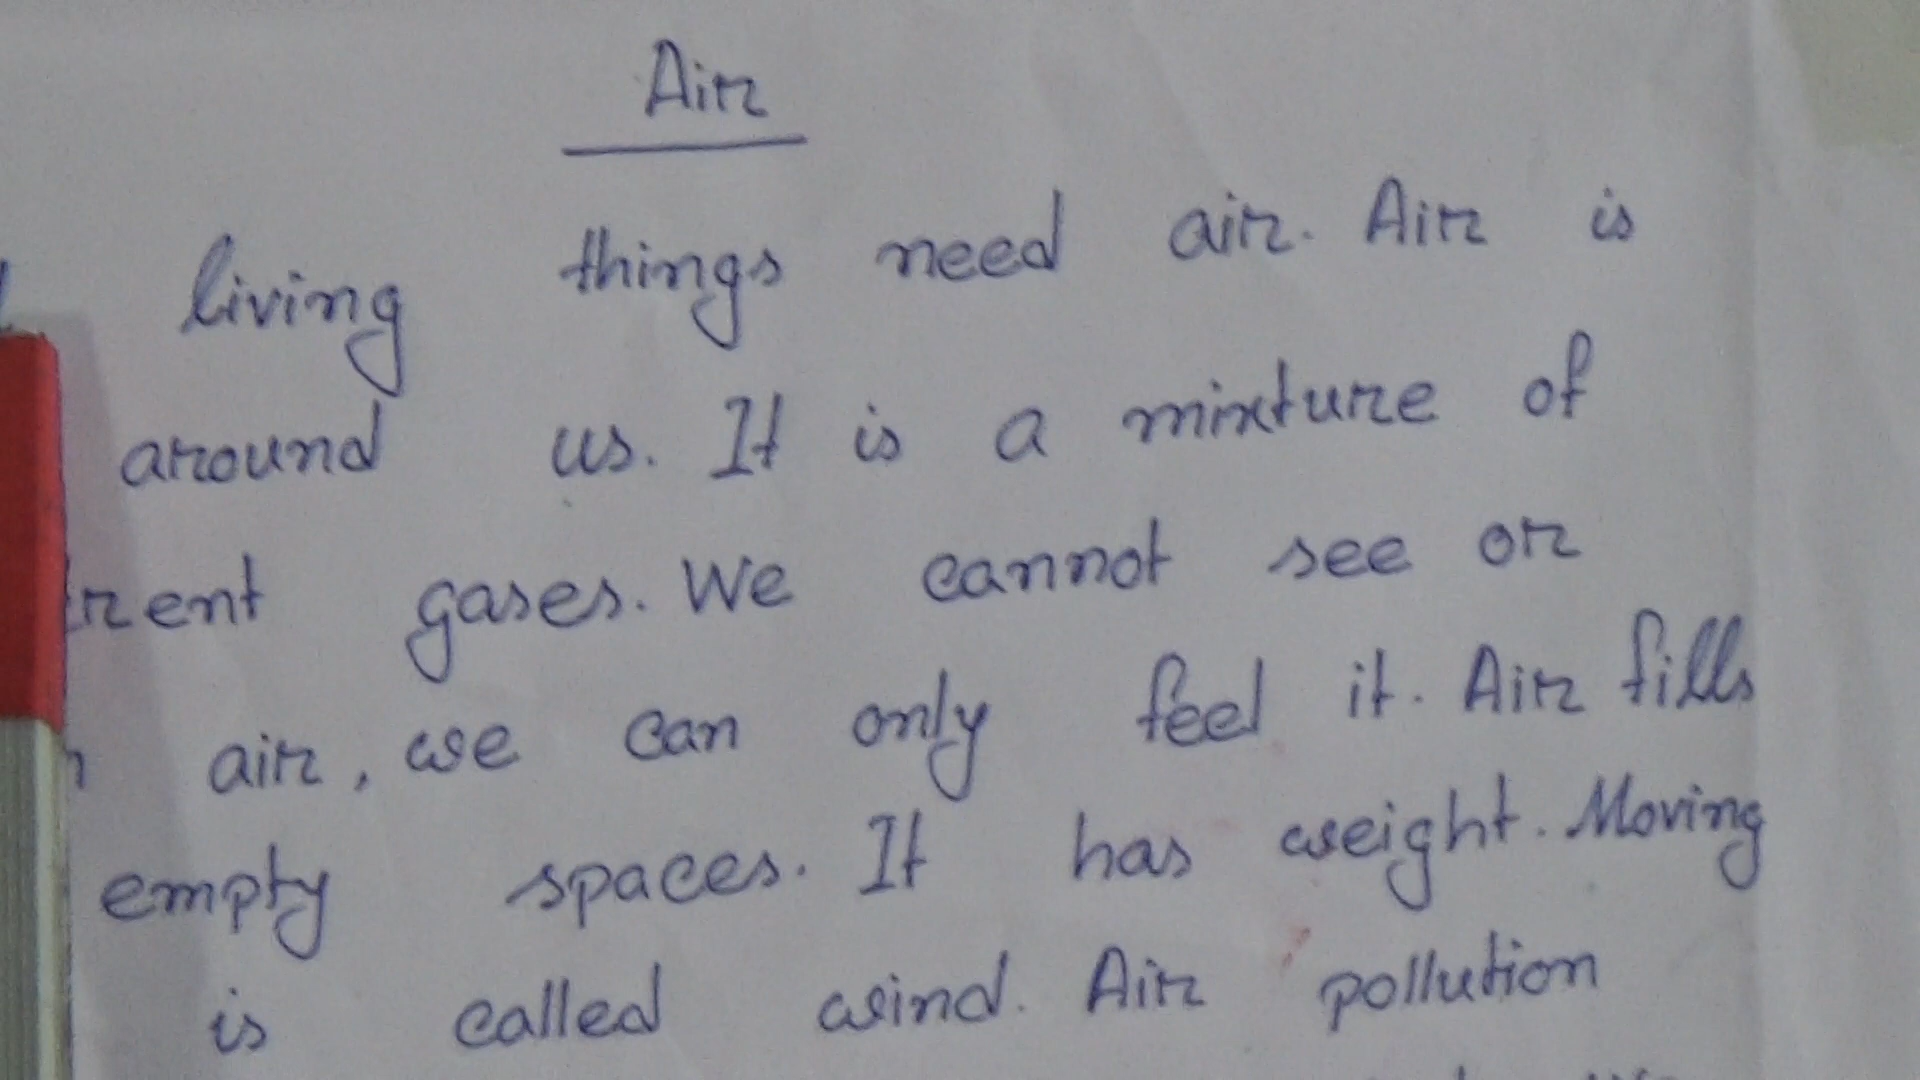 Air
living things need air. Air is
around us. It is a mixture of
rent gases. We cannot see or
air, we can only feel it. Air fills
empty spaces. It has weight. Moving
is called wind. Air pollution